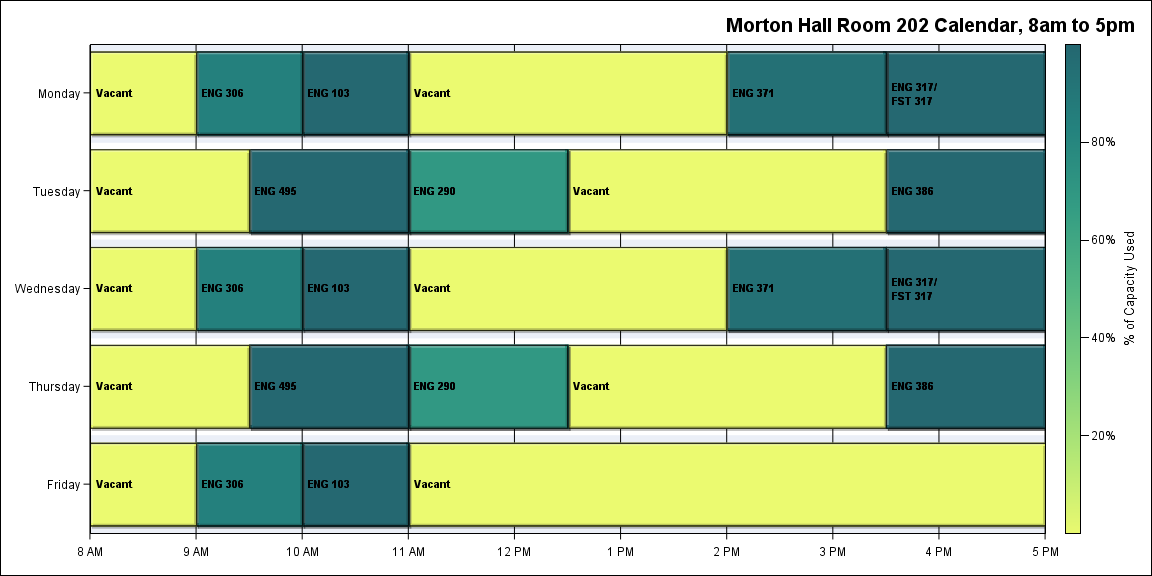 Morton Hall Room 202 Calendar, 8am to 5pm
Monday
Vacant
ENG 306
ENG 103
Vacant
ENG 371
ENG 317/
FST 317
Tuesday
Vacant
ENG 495
ENG 290
Vacant
ENG 386
Wednesday
Vacant
ENG 306
ENG 103
Vacant
ENG 371
ENG 317/
FST 317
Thursday
Vacant
ENG 495
ENG 290
Vacant
ENG 386
Friday
Vacant
ENG 306
ENG 103
Vacant
8 AM
9 AM
10 AM
11 AM
12 PM
1 PM
2 PM
3 PM
4 PM
5 PM
80%
60%
40%
20%
% of Capacity Used